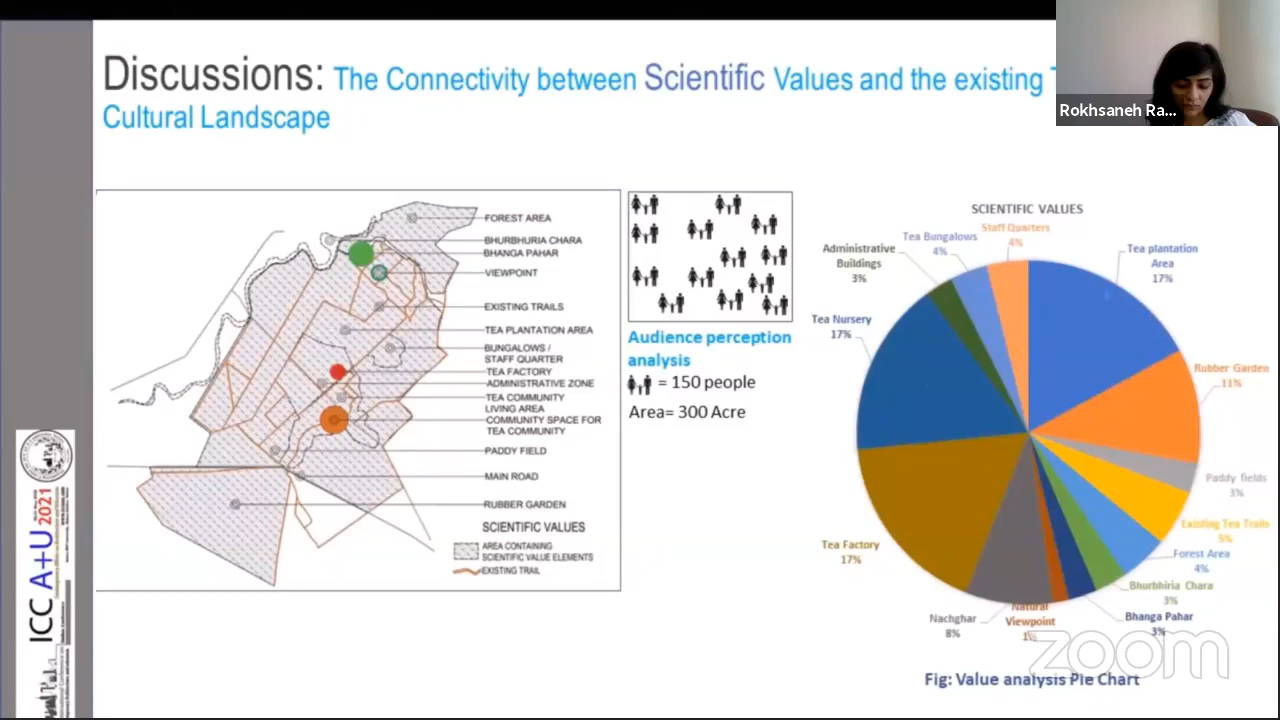 Discussions: The Connectivity between Scientific Values and the existing
Cultural Landscape
Rokhsaneh Ra...
FOREST AREA
BHURBHURIA CHARA
BHANGA PAHAR
VIEWPOINT
EXISTING TRAILS
TEA PLANTATION AREA
BUNGALOWS /
STAFF QUARTER
TEA FACTORY
ADMINISTRATIVE ZONE
TEA COMMUNITY
LIVING AREA
COMMUNITY SPACE FOR
TEA COMMUNITY
PADDY FIELD
MAIN ROAD
RUBBER GARDEN
SCIENTIFIC VALUES
AREA CONTAINING
SCIENTIFIC VALUE ELEMENTS
EXISTING TRAIL
Audience perception
analysis
= 150 people
Area= 300 Acre
SCIENTIFIC VALUES
Staff Quarters
4%
Tea Bungalows
4%
Administrative
Buildings
3%
Tea Nursery
17%
Tea Factory
17%
Nachghar
8%
Natural
Viewpoint
1%
Bhanga Pahar
3%
Bhurbhiria Chara
3%
Forest Area
4%
Existing Tea Trails
5%
Paddy fields
3%
Rubber Garden
11%
Tea plantation
Area
17%
Fig: Value analysis Pie Chart
zoom
ICC A+U 2021